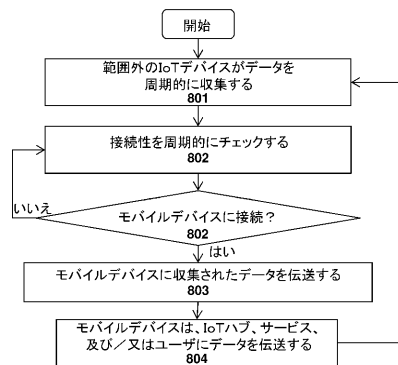 開始
範囲外のIoTデバイスがデータを
周期的に収集する
801
接続性を周期的にチェックする
802
いいえ
モバイルデバイスに接続?
802
はい
モバイルデバイスに収集されたデータを伝送する
803
モバイルデバイスは、IoTハブ、サービス、
及び/又はユーザにデータを伝送する
804